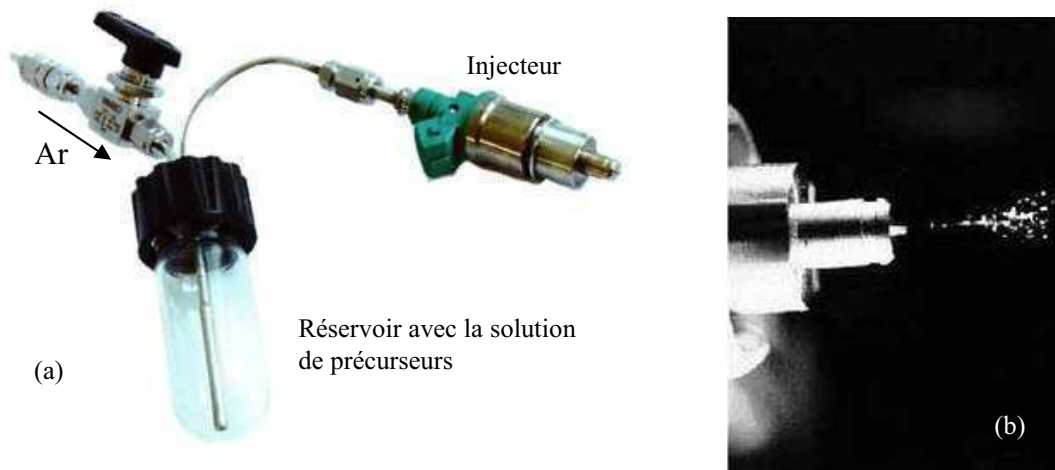 Injecteur
Ar
Réservoir avec la solution
de précurseurs
(a)
(b)